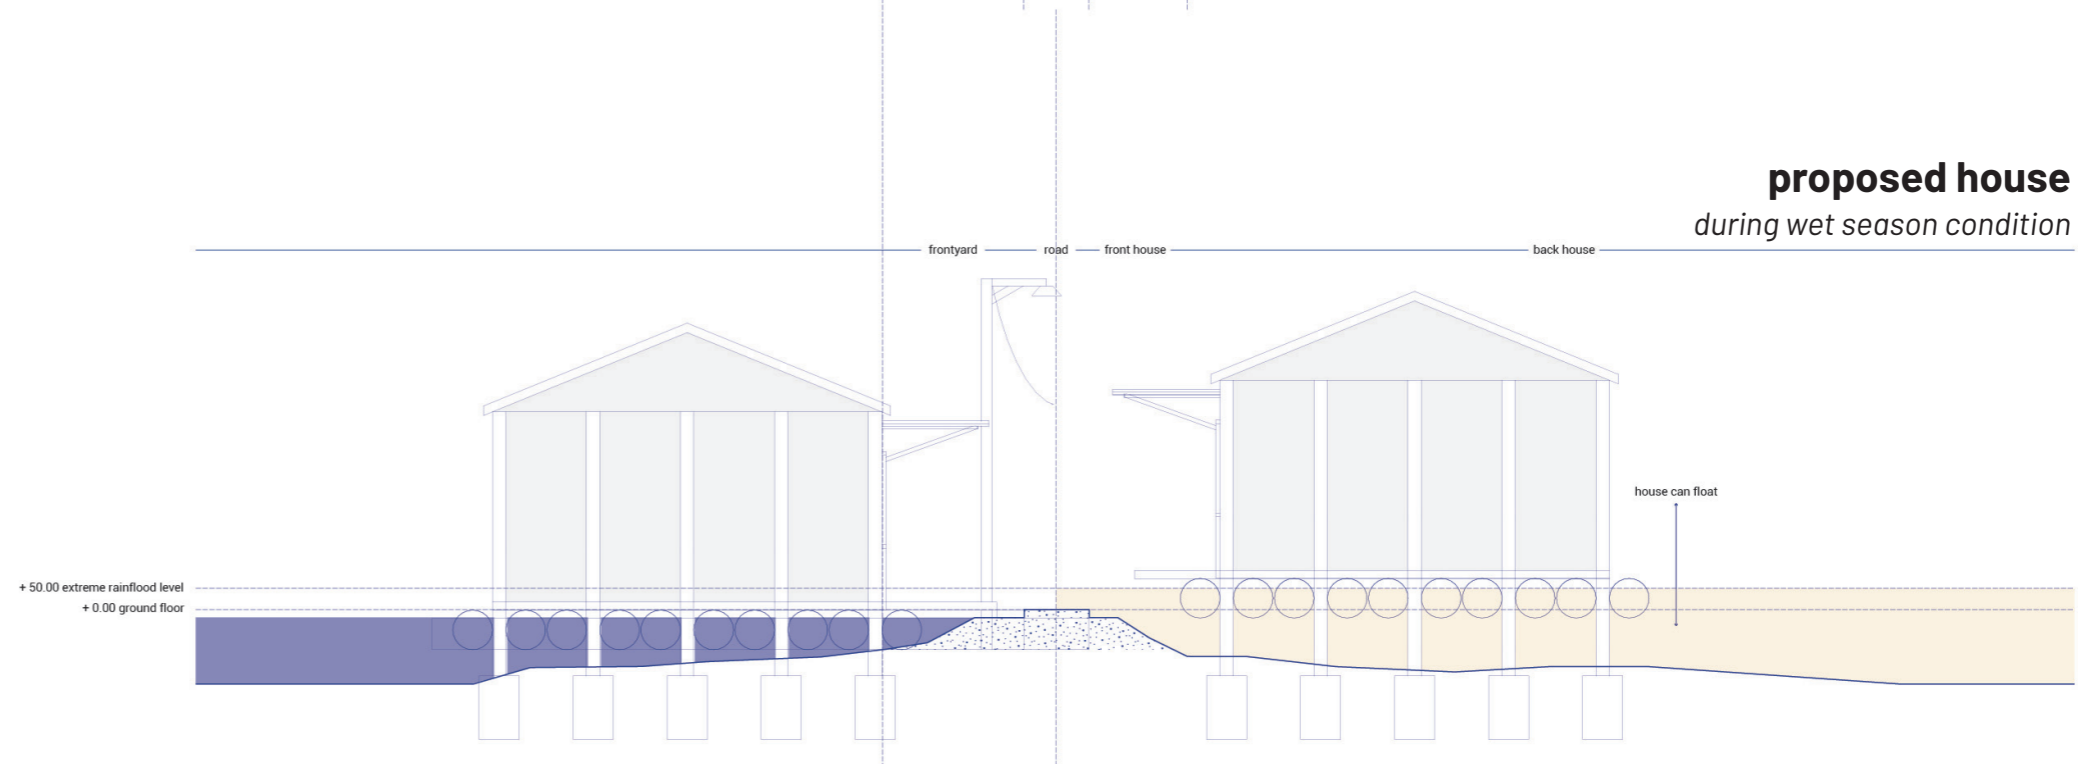 proposed house
during wet season condition
frontyard road front house back house
house can float
+ 50.00 extreme rainflood level
+ 0.00 ground floor